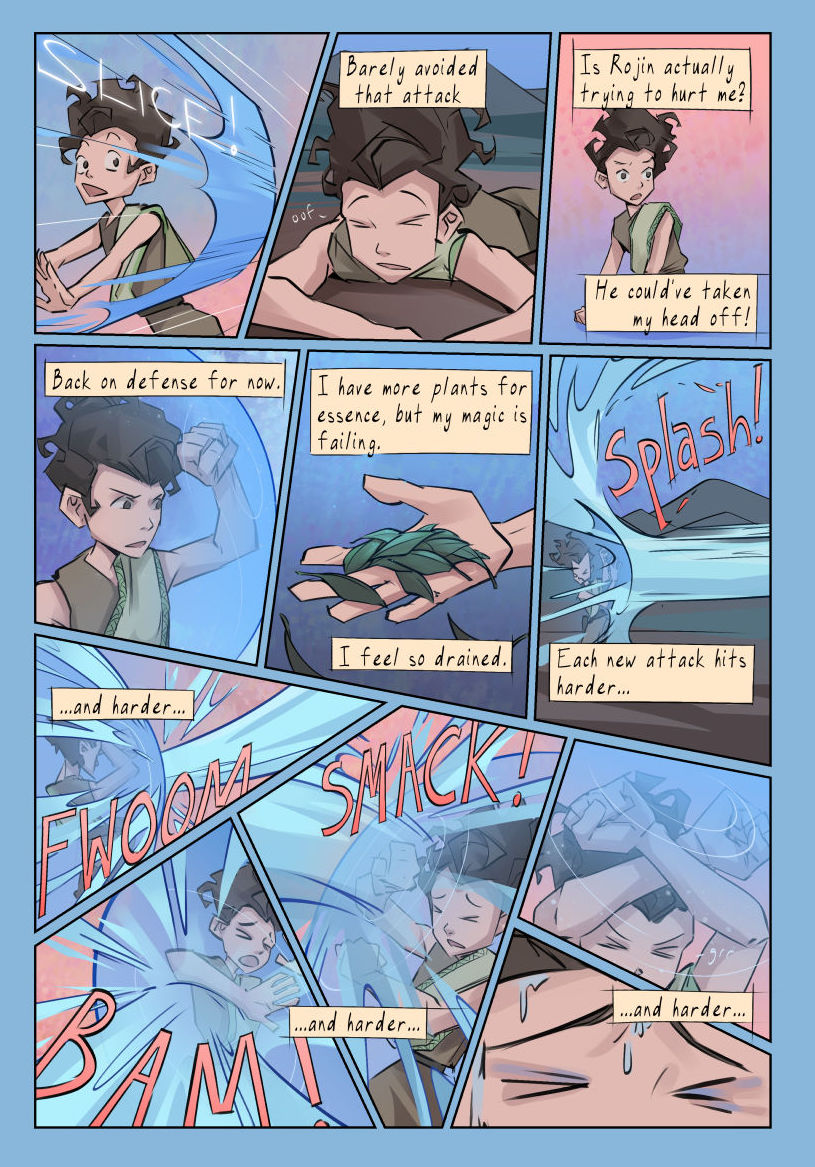 SLICE!
Barely avoided
that attack
oof
Is Rojin actually
trying to hurt me?
He could've taken
my head off!
Back on defense for now.
I have more plants for
essence, but my magic is
failing.
I feel so drained.
Splash!
Each new attack hits
harder...
...and harder...
FWOOM
SMACK!
BAM!
...and harder...
grr
...and harder...